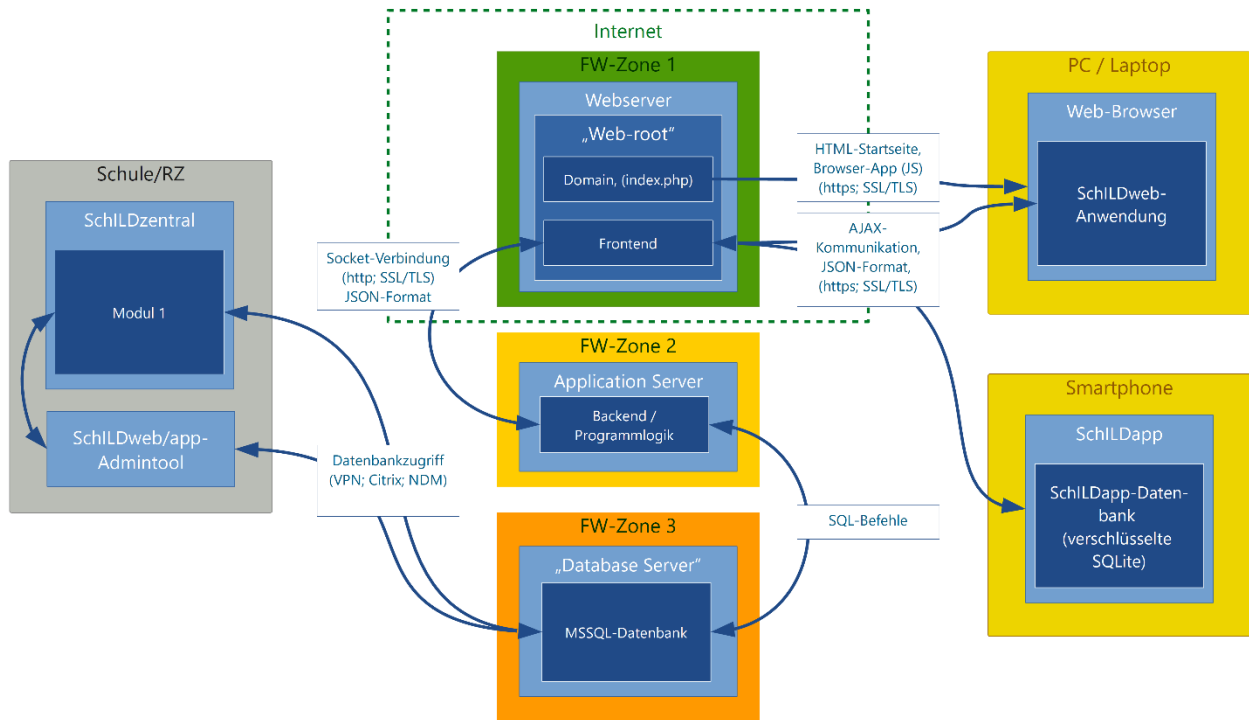 Internet
FW-Zone 1
Webserver
„Web-root"
Domain, (index.php)
Frontend
PC / Laptop
Web-Browser
SchILDweb-
Anwendung
HTML-Startseite,
Browser-App (JS)
(https; SSL/TLS)
AJAX-
Kommunikation,
JSON-Format,
(https; SSL/TLS)
Schule/RZ
SchILDzentral
Modul 1
SchILDweb/app-
Admintool
Socket-Verbindung
(http; SSL/TLS)
JSON-Format
FW-Zone 2
Application Server
Backend /
Programmlogik
Datenbankzugriff
(VPN; Citrix; NDM)
SQL-Befehle
FW-Zone 3
„Database Server"
MSSQL-Datenbank
Smartphone
SchILDapp
SchILDapp-Daten-
bank
(verschlüsselte
SQLite)